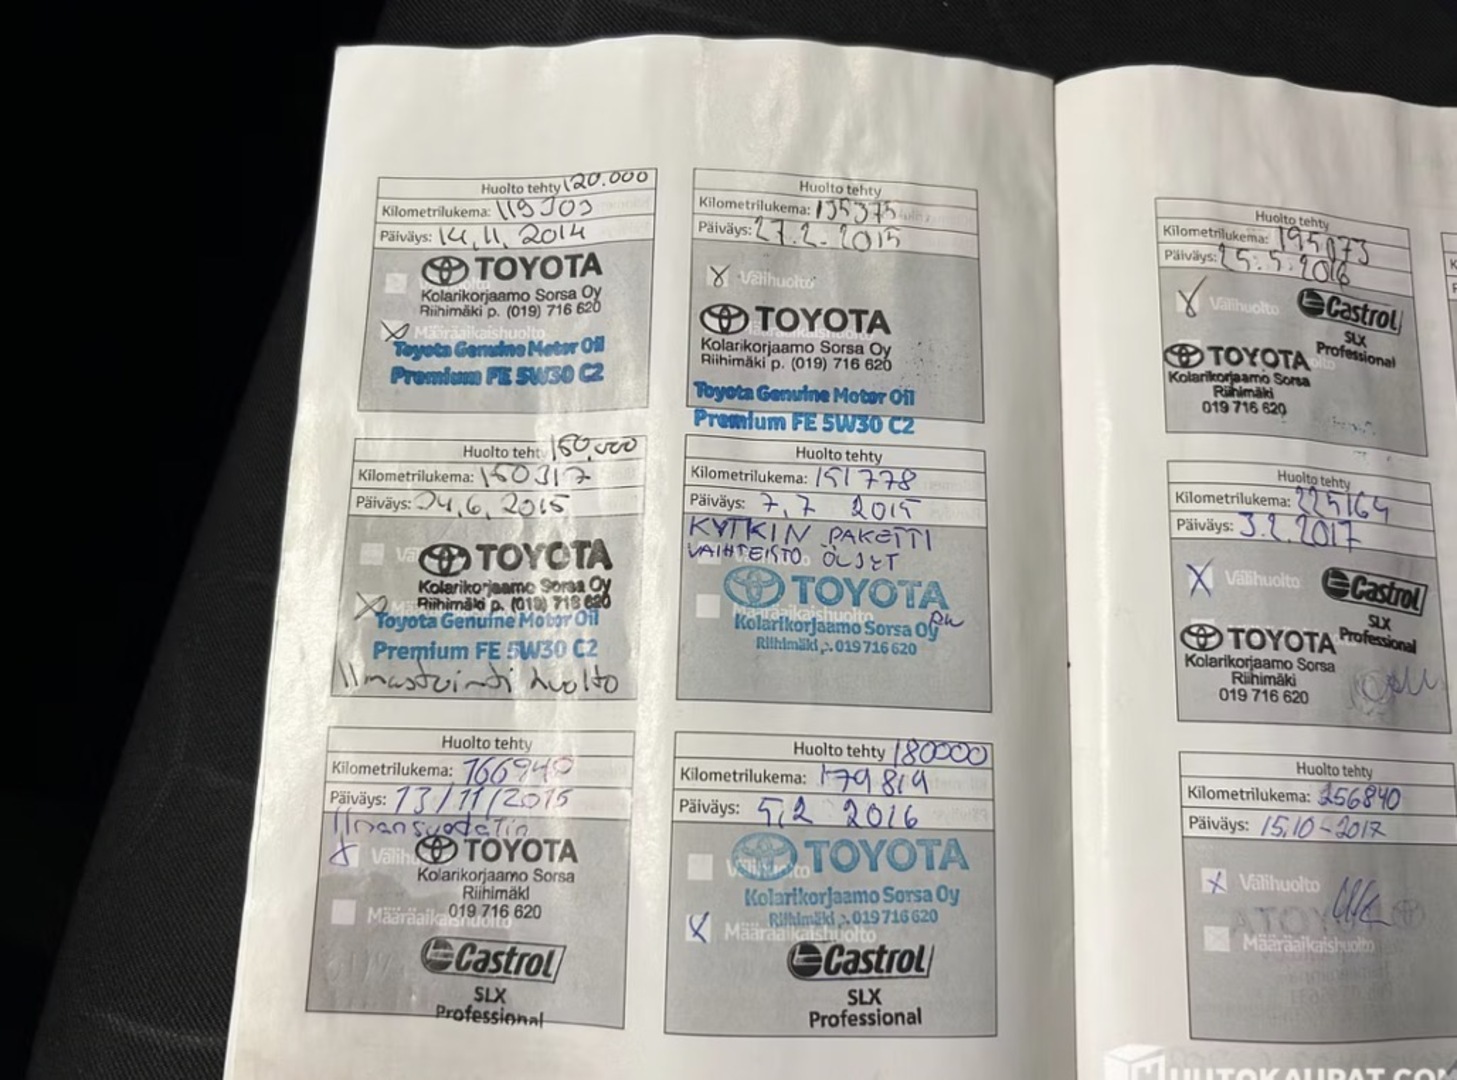 Huolto tehty 120.000
Kilometrilukema: 119303
Päiväys: 14.11.2014
TOYOTA
Kolarikorjaamo Sorsa Oy
Riihimäki p. (019) 716 620
Määräaikaishuolto
Toyota Genuine Motor Oil
Premium FE 5W30 C2
Huolto tehty
Kilometrilukema: 135375
Päiväys: 27.2.2015
Välihuolto
TOYOTA
Kolarikorjaamo Sorsa Oy
Riihimäki p. (019) 716 620
Toyota Genuine Motor Oil
Premium FE 5W30 C2
Huolto teht 150.000
Kilometrilukema: 150317
Päiväys: 24.6.2015
TOYOTA
Kolarikorjaamo Sorsa Oy
Riihimäki p. (019) 716 620
Toyota Genuine Motor Oil
Premium FE 5W30 C2
Ilmastointi huolto
Huolto tehty
Kilometrilukema: 151778
Päiväys: 7.7 2015
KYTKIN PAKETTI
VAIHTEISTO ÖLJYT
TOYOTA
Määräaikaishuolto
Kolarikorjaamo Sorsa Oy
Riihimäki p. 019 716 620
Huolto tehty
Kilometrilukema: 166940
Päiväys: 13/11/2015
Ilmansuodatin
Välih
TOYOTA
Kolarikorjaamo Sorsa
Riihimäki
019 716 620
Määräaikaishuolto
Castrol
SLX
Professional
Huolto tehty 180000
Kilometrilukema: 179819
Päiväys: 5.2 2016
Välihuolto
TOYOTA
Kolarikorjaamo Sorsa Oy
Riihimäki p. 019 716 620
Määräaikaishuolto
Castrol
SLX
Professional
Huolto tehty
Kilometrilukema: 195073
Päiväys: 25.5.2016
Välihuolto
Castrol
SLX
Professional
TOYOTA
Kolarikorjaamo Sorsa
Riihimäki
019 716 620
Huolto tehty
Kilometrilukema: 225164
Päiväys: 3.2.2017
Välihuolto
Castrol
SLX
Professional
TOYOTA
Kolarikorjaamo Sorsa
Riihimäki
019 716 620
Huolto tehty
Kilometrilukema: 256840
Päiväys: 15.10-2017
Välihuolto
Määräaikaishuolto
UUTOKAUPAT.COM